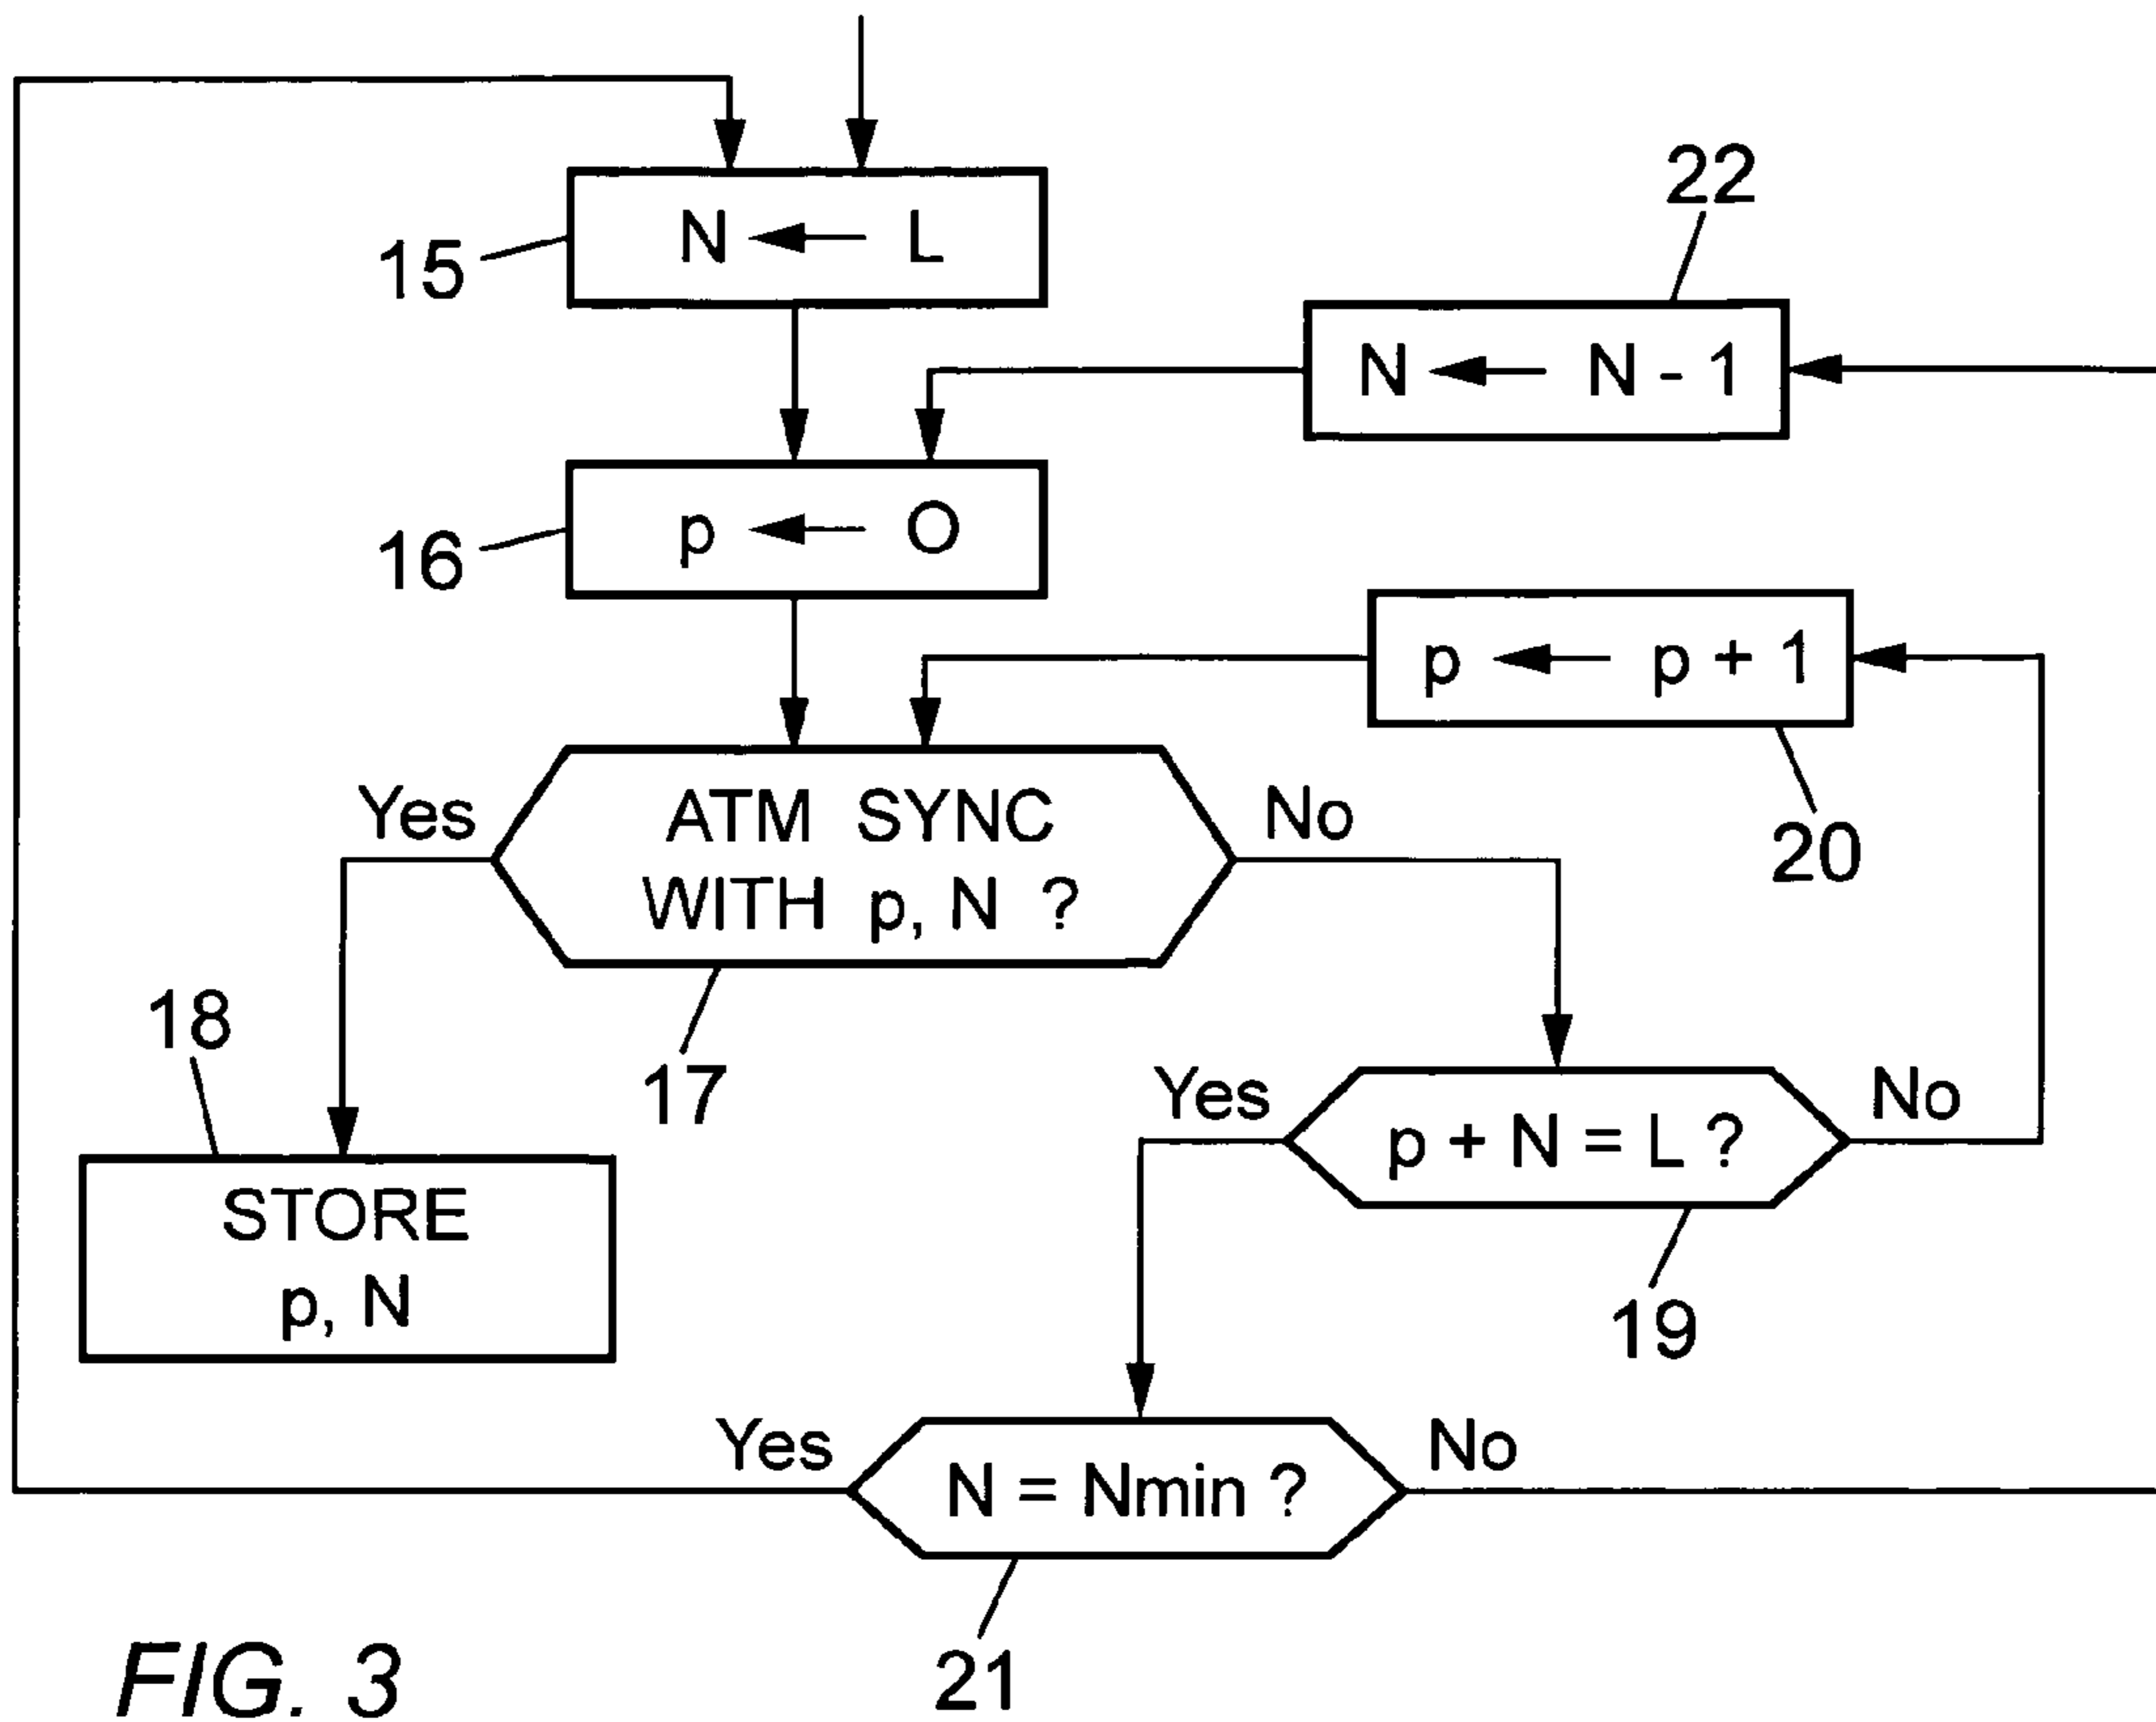 22
N ← L
15
N ← N - 1
p ← O
16
p ← p + 1
20
Yes
ATM SYNC
WITH p, N ?
No
18
17
Yes
p + N = L ?
No
STORE
p, N
19
Yes
N = Nmin ?
No
21
FIG. 3